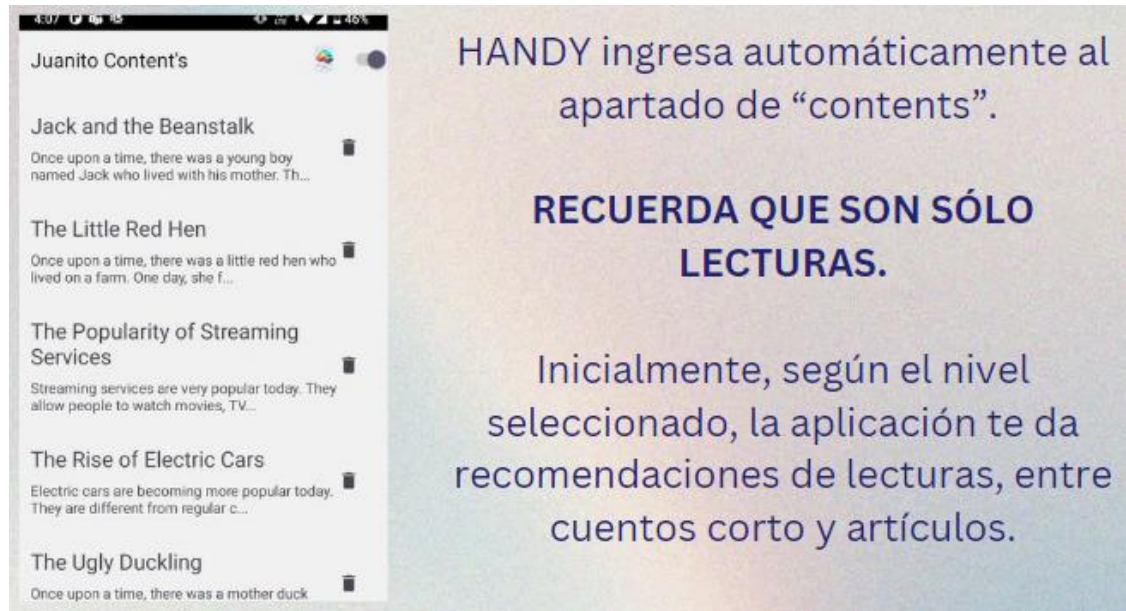 4:07 46%
Juanito Content's
Jack and the Beanstalk
Once upon a time, there was a young boy
named Jack who lived with his mother. Th...
The Little Red Hen
Once upon a time, there was a little red hen who
lived on a farm. One day, she f...
The Popularity of Streaming
Services
Streaming services are very popular today. They
allow people to watch movies, TV...
The Rise of Electric Cars
Electric cars are becoming more popular today.
They are different from regular c...
The Ugly Duckling
Once upon a time, there was a mother duck
HANDY ingresa automáticamente al
apartado de “contents”.
RECUERDA QUE SON SÓLO
LECTURAS.
Inicialmente, según el nivel
seleccionado, la aplicación te da
recomendaciones de lecturas, entre
cuentos corto y artículos.